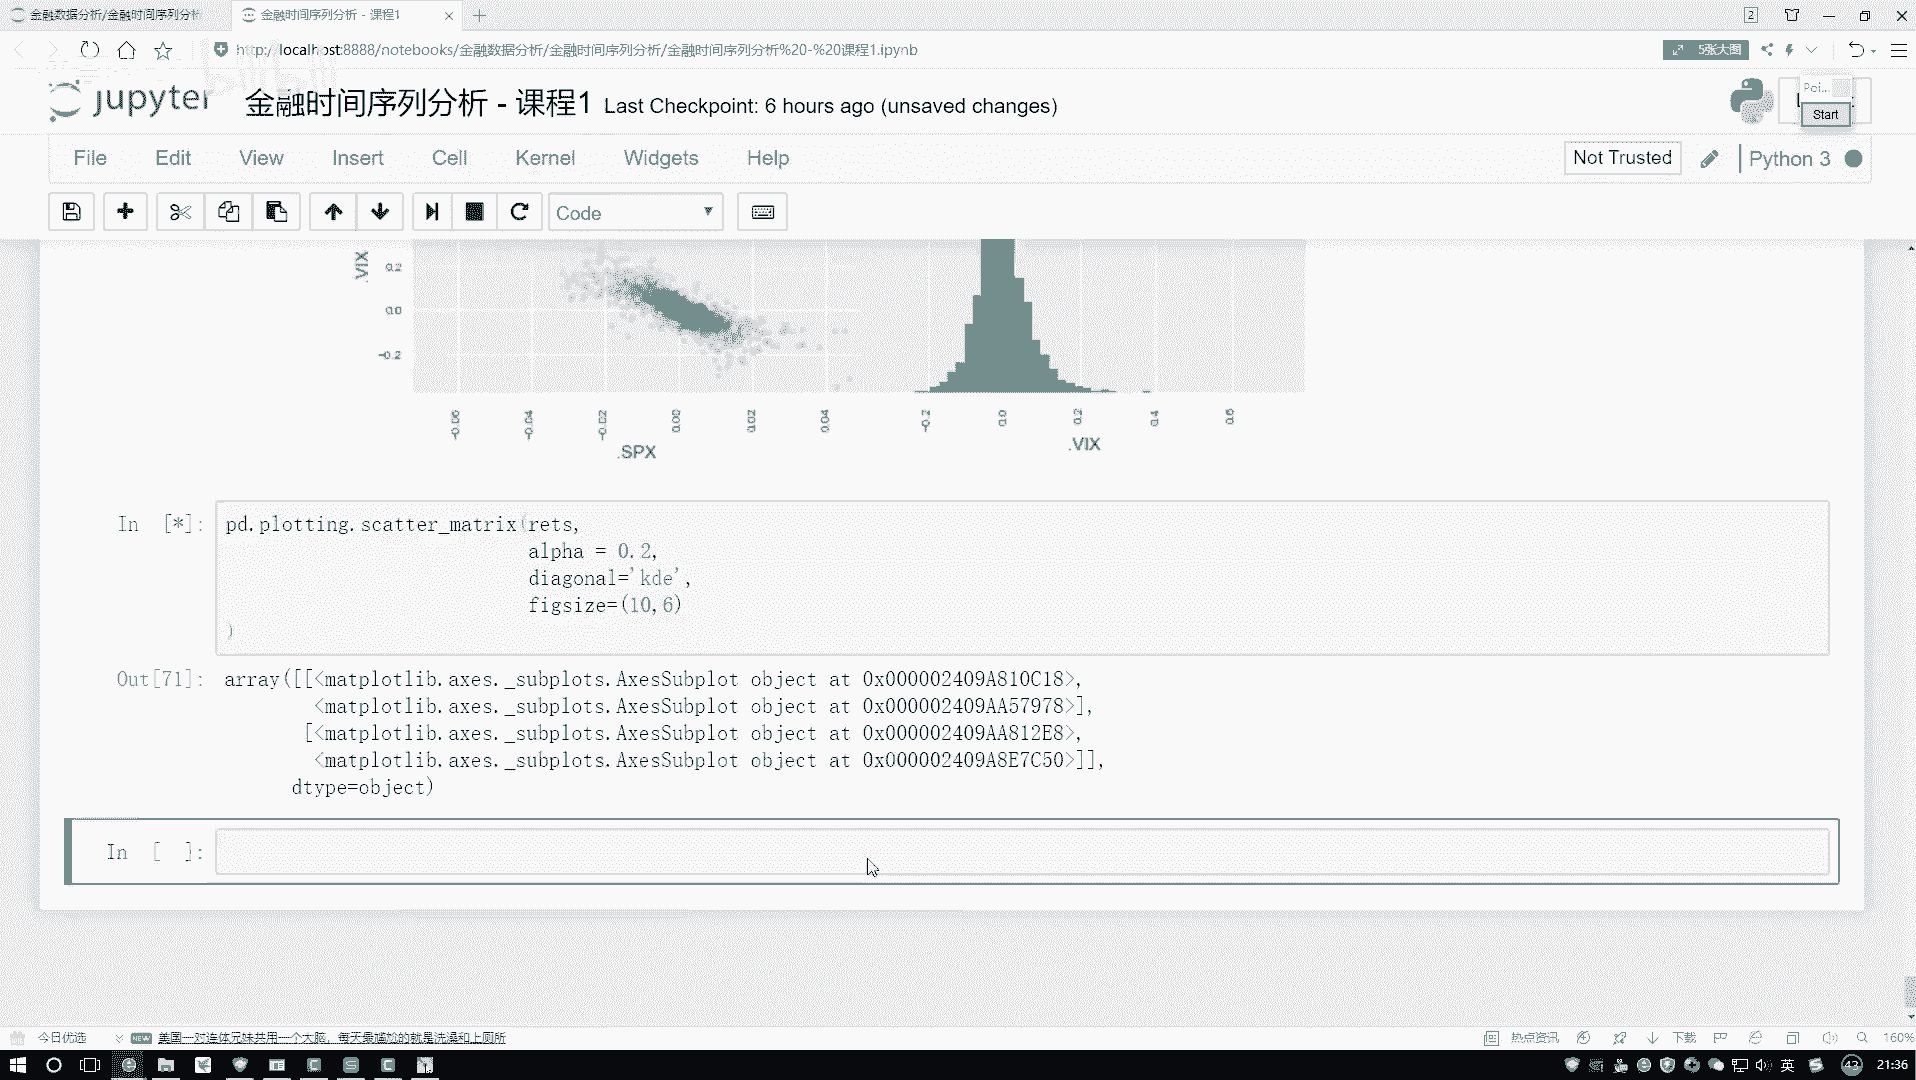 金融数据分析/金融时间序列分析
金融时间序列分析 - 课程1
2
http://localhost:8888/notebooks/金融数据分析/金融时间序列分析/金融时间序列分析%20-%20课程1.ipynb
5张大图
jupyter 金融时间序列分析 - 课程1 Last Checkpoint: 6 hours ago (unsaved changes)
Poi...
Start
File Edit View Insert Cell Kernel Widgets Help
Not Trusted
Python 3
Code
.VIX
0.2
0.0
-0.2
-0.06 -0.04 -0.02 0.00 0.02 0.04
-0.2 0.0 0.2 0.4 0.6
.SPX
.VIX
In [*]: pd.plotting.scatter_matrix(rets,
alpha = 0.2,
diagonal='kde',
figsize=(10,6)
)
Out[71]: array([[<matplotlib.axes._subplots.AxesSubplot object at 0x000002409A810C18>,
<matplotlib.axes._subplots.AxesSubplot object at 0x000002409AA57978>],
[<matplotlib.axes._subplots.AxesSubplot object at 0x000002409AA812E8>,
<matplotlib.axes._subplots.AxesSubplot object at 0x000002409A8E7C50>]],
dtype=object)
In [ ]:
今日优选
NEW
美国一对连体兄妹共用一个大脑，每天最尴尬的就是洗澡和上厕所
热点资讯
下载
160%
英
43
21:36